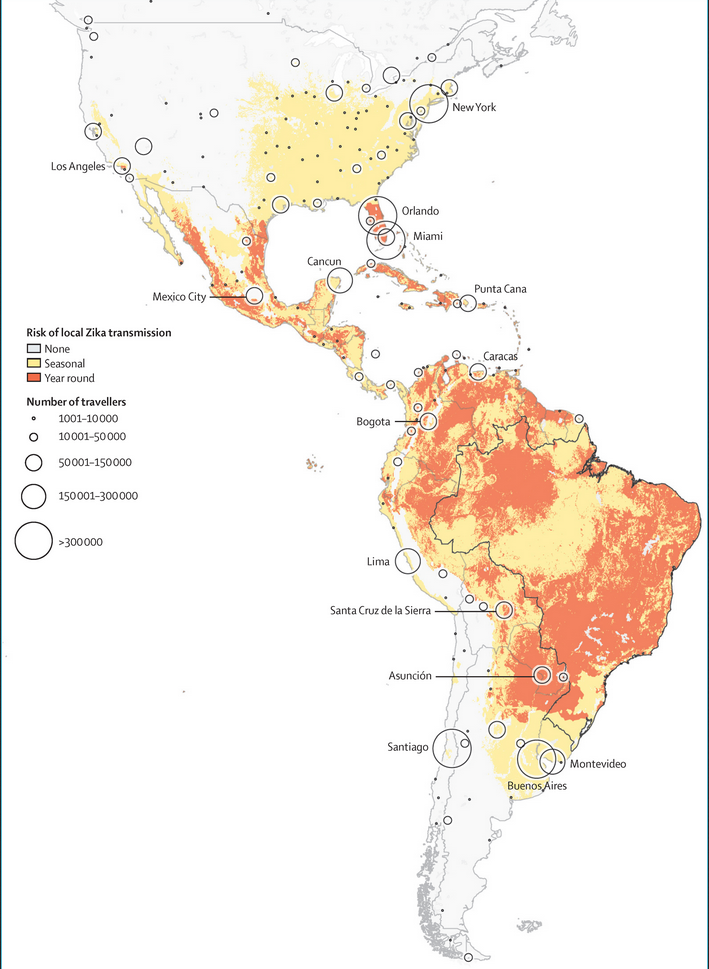 New York
Los Angeles
Orlando
Miami
Cancun
Punta Cana
Mexico City
Risk of local Zika transmission
None
Seasonal
Year round
Number of travellers
1001–10 000
10 001–50 000
50 001–150 000
150 001–300 000
>300 000
Caracas
Bogota
Lima
Santa Cruz de la Sierra
Asunción
Santiago
Montevideo
Buenos Aires